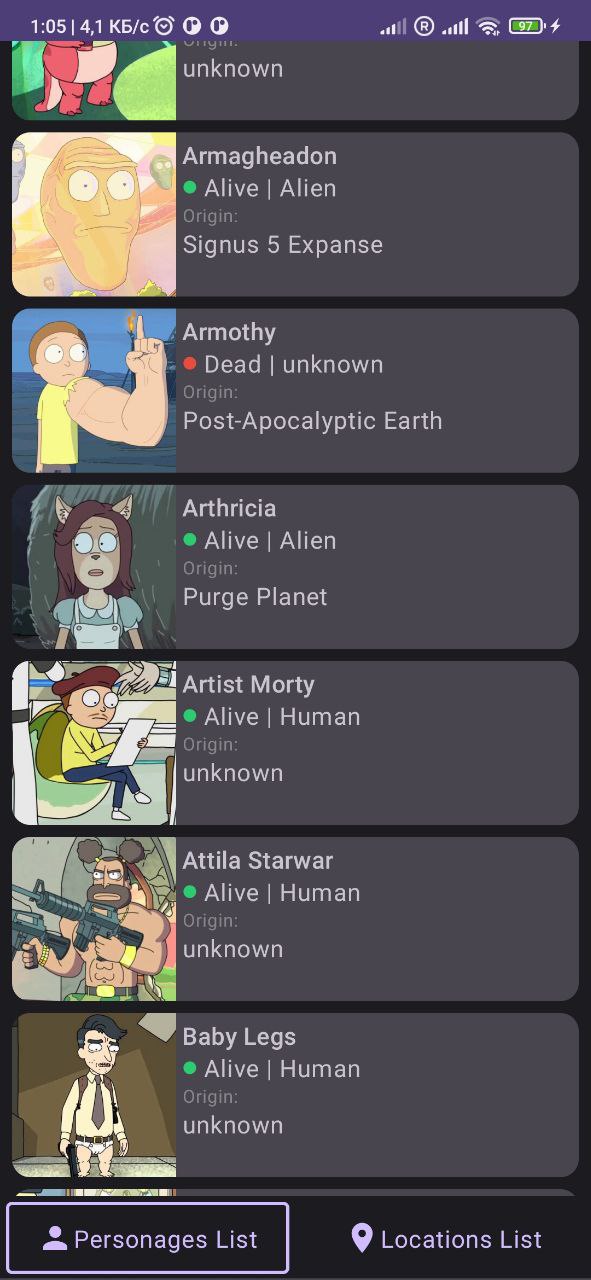 1:05 | 4,1 КБ/с
R
97
Origin:
unknown
Armagheadon
Alive | Alien
Origin:
Signus 5 Expanse
Armothy
Dead | unknown
Origin:
Post-Apocalyptic Earth
Arthricia
Alive | Alien
Origin:
Purge Planet
Artist Morty
Alive | Human
Origin:
unknown
Attila Starwar
Alive | Human
Origin:
unknown
Baby Legs
Alive | Human
Origin:
unknown
Personages List
Locations List